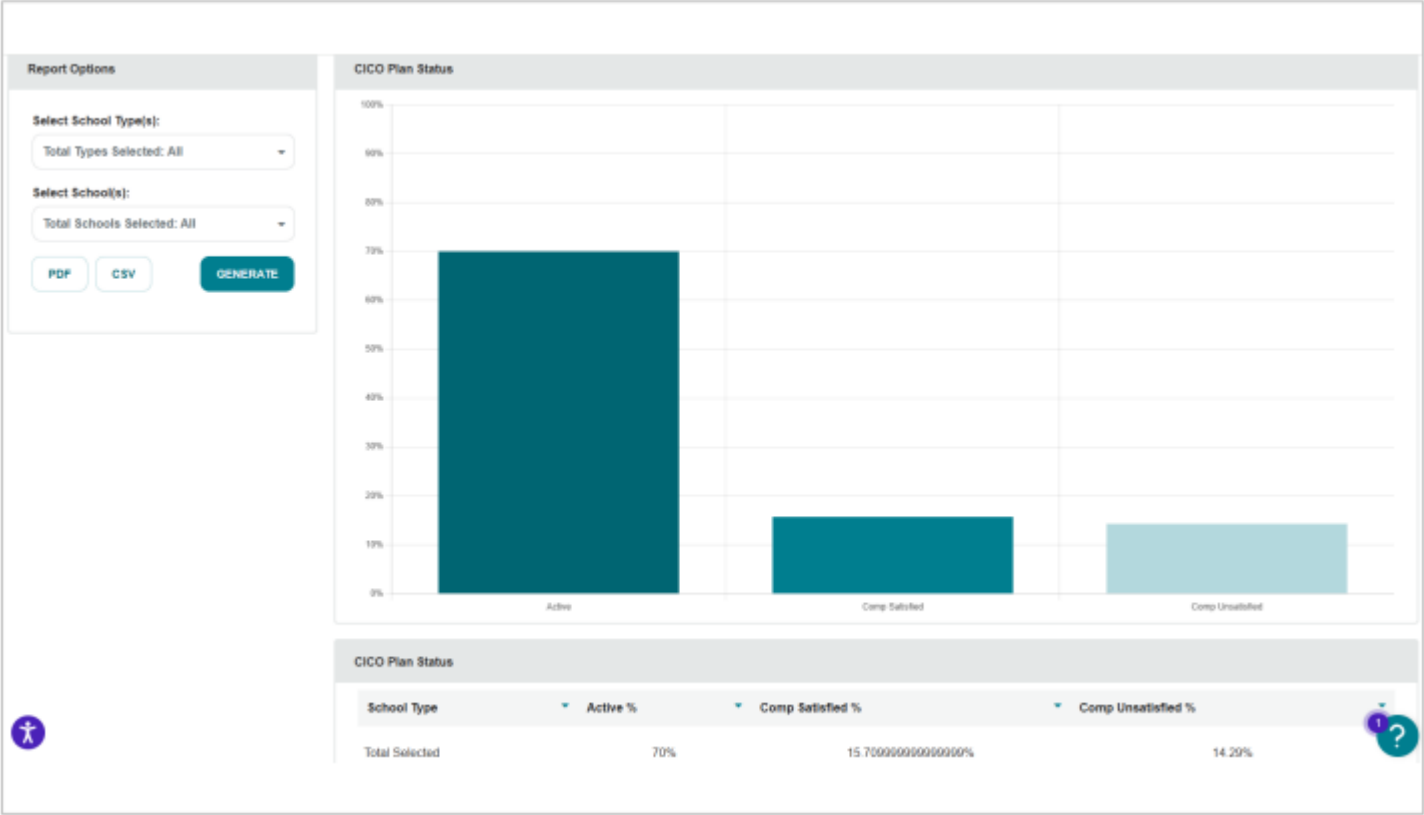 Report Options
Select School Type(s):
Total Types Selected: All
Select School(s):
Total Schools Selected: All
PDF CSV GENERATE
CICO Plan Status
100%
90%
80%
70%
60%
50%
40%
30%
20%
10%
0%
Active Comp Satisfied Comp Unsatisfied
CICO Plan Status
School Type Active % Comp Satisfied % Comp Unsatisfied %
Total Selected 70% 15.709999999999999% 14.29%
1
?